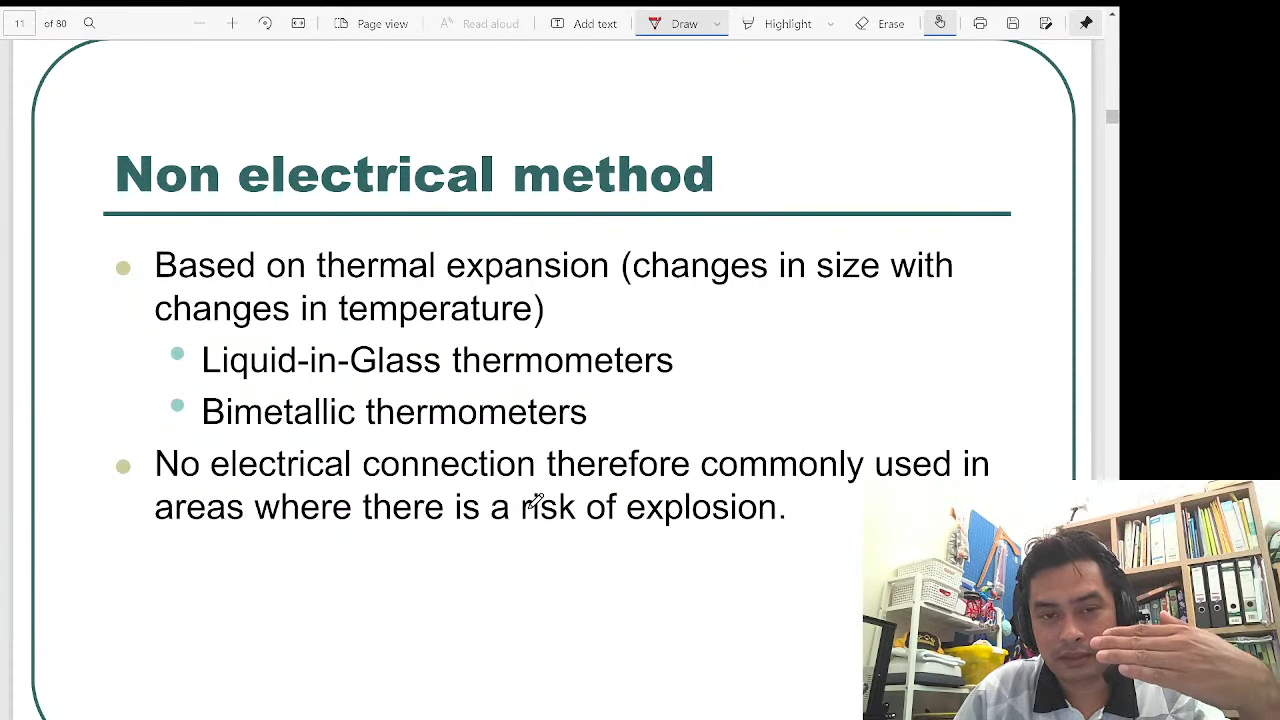 11 of 80 Page view Read aloud Add text Draw Highlight Erase
Non electrical method
Based on thermal expansion (changes in size with
changes in temperature)
Liquid-in-Glass thermometers
Bimetallic thermometers
No electrical connection therefore commonly used in
areas where there is a risk of explosion.